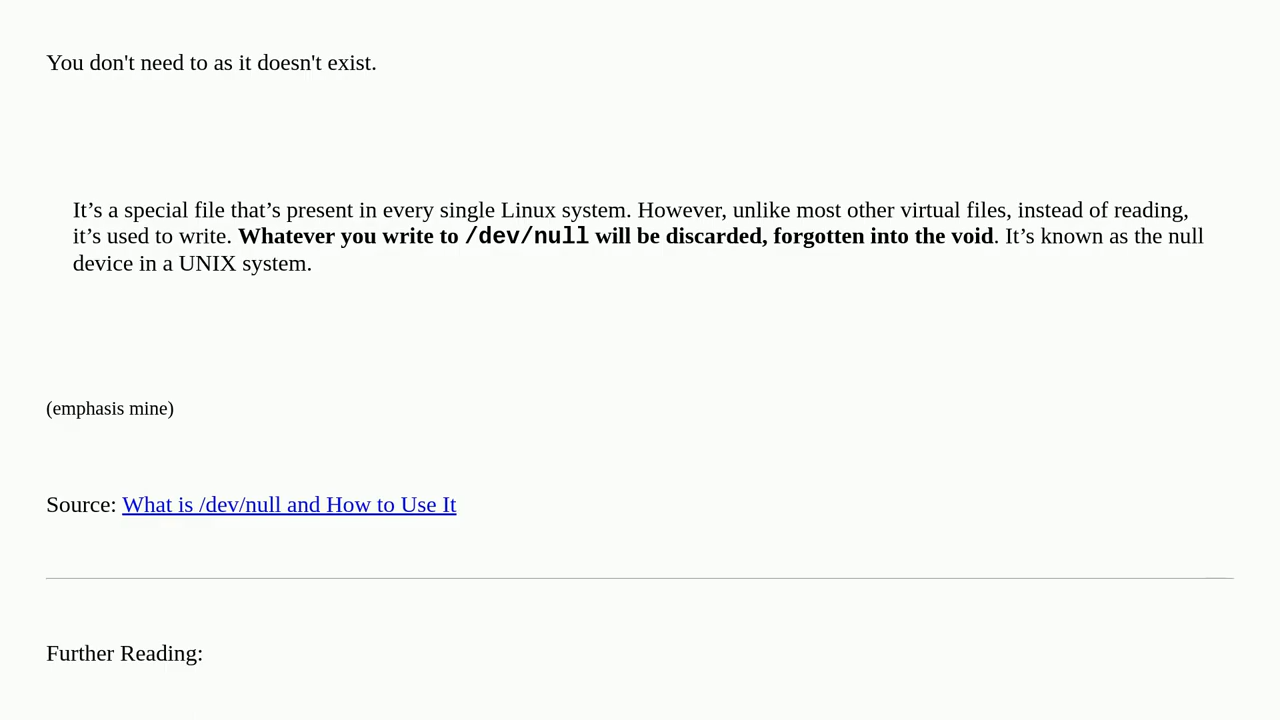 You don't need to as it doesn't exist.
It’s a special file that’s present in every single Linux system. However, unlike most other virtual files, instead of reading,
it’s used to write. Whatever you write to /dev/null will be discarded, forgotten into the void. It’s known as the null
device in a UNIX system.
(emphasis mine)
Source: What is /dev/null and How to Use It
Further Reading: